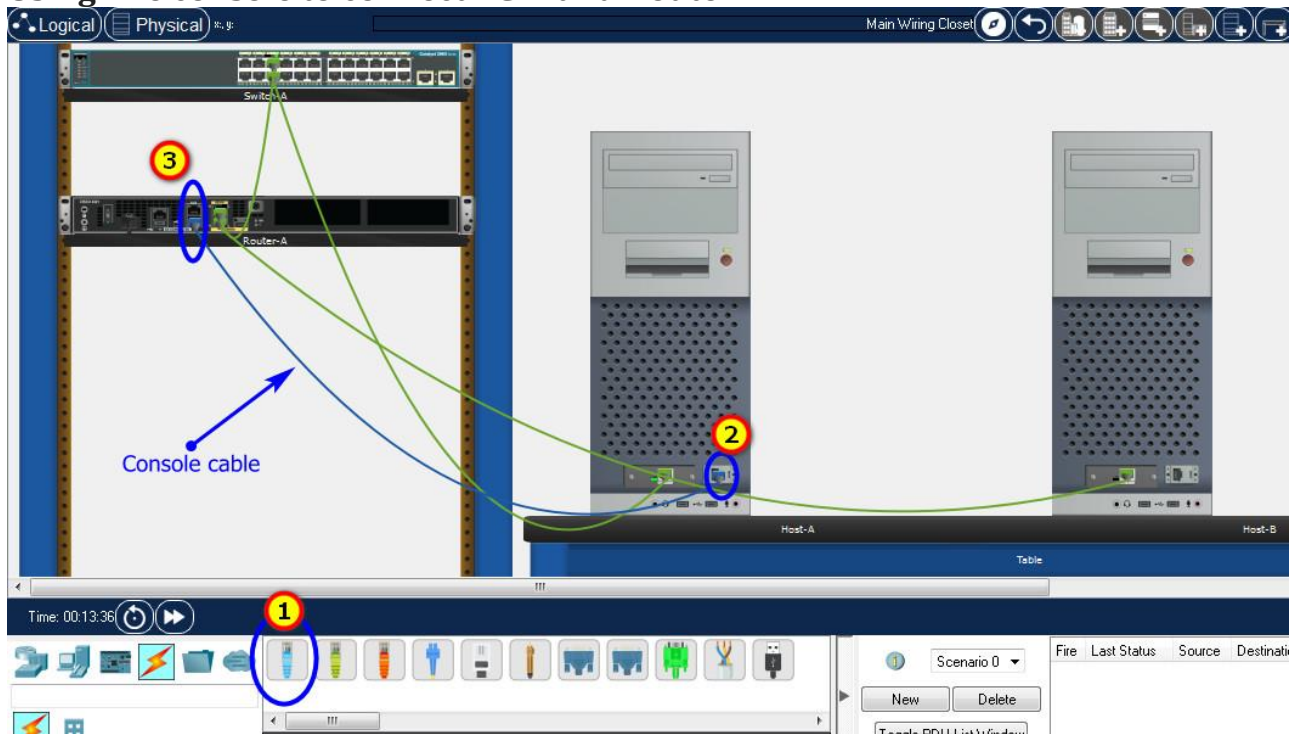 Logical
Physical
x:, y:
Main Wiring Closet
Switch-A
3
Router-A
Console cable
2
Host-A
Host-B
Table
Time: 00:13:36
1
Scenario 0
Fire Last Status Source Destinati
New Delete